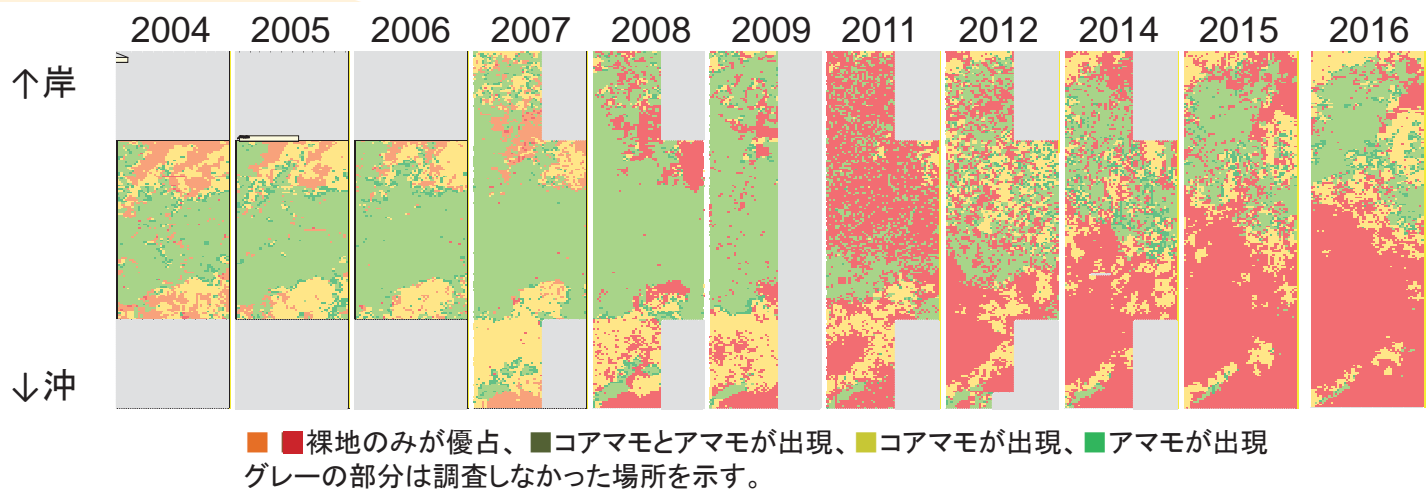 2004 2005 2006 2007 2008 2009 2011 2012 2014 2015 2016
↑岸
↓沖
■ ■裸地のみが優占、■コアマモとアマモが出現、■コアマモが出現、■アマモが出現
グレーの部分は調査しなかった場所を示す。